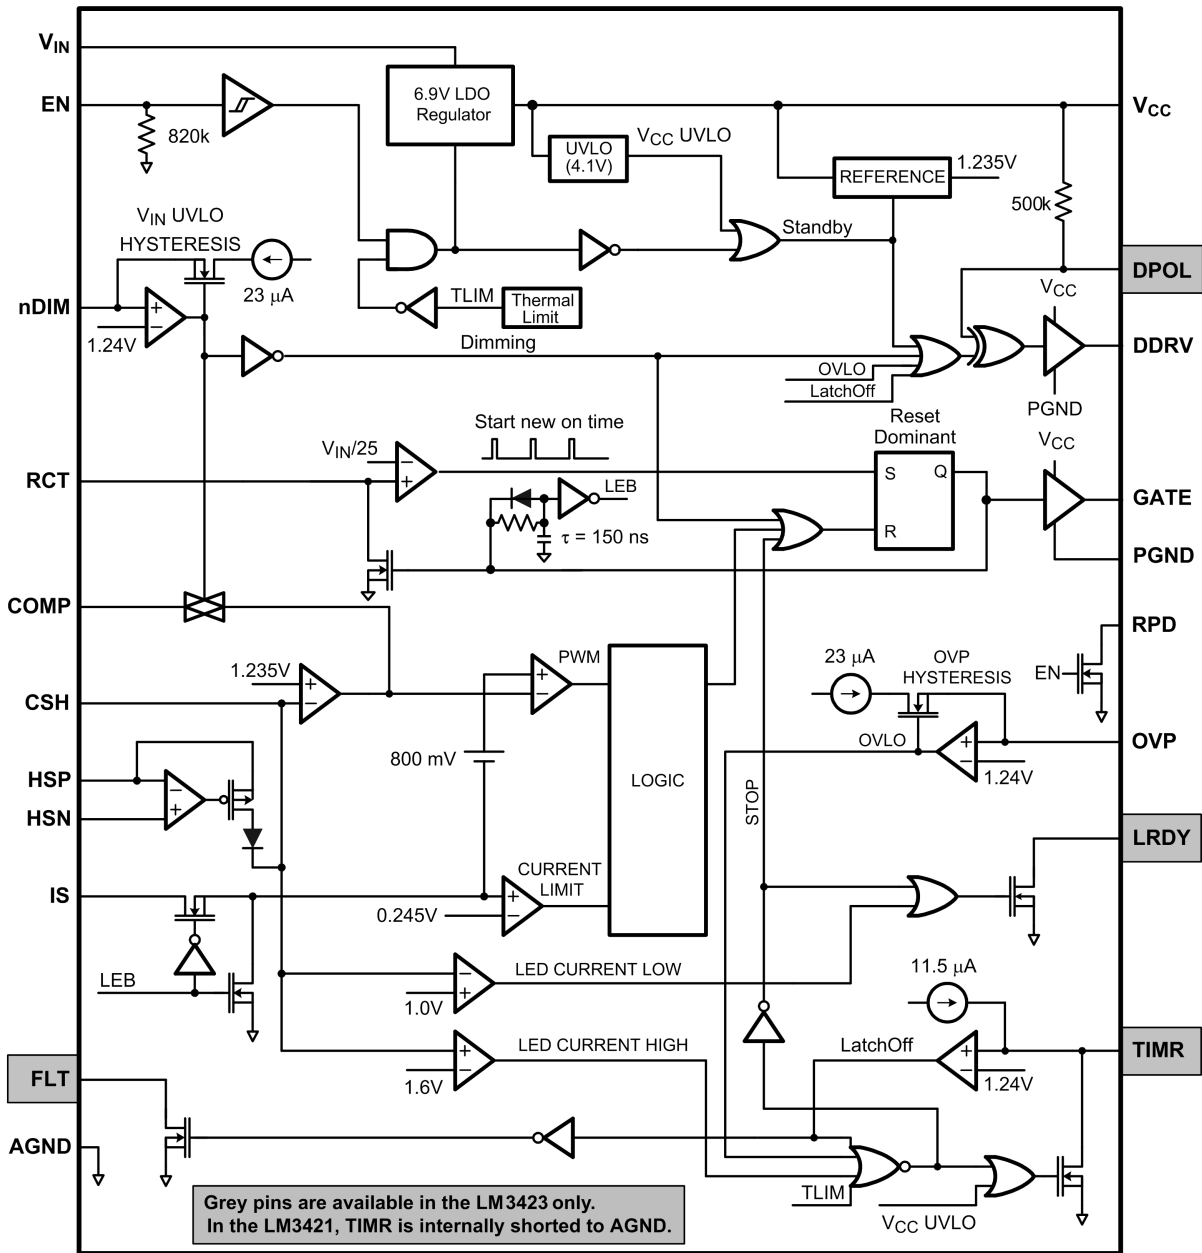 VIN
6.9V LDO
Regulator
EN
820k
VCC
VCC UVLO
UVLO
(4.1V)
REFERENCE
1.235V
500k
VIN UVLO
HYSTERESIS
Standby
23 μA
DPOL
nDIM
TLIM
Thermal
Limit
VCC
1.24V
Dimming
DDRV
OVLO
LatchOff
PGND
Reset
Dominant
Start new on time
VIN/25
VCC
RCT
S
Q
LEB
GATE
τ = 150 ns
R
PGND
COMP
RPD
1.235V
PWM
23 μA
OVP
HYSTERESIS
EN
CSH
OVLO
OVP
800 mV
LOGIC
1.24V
HSP
STOP
HSN
LRDY
CURRENT
LIMIT
IS
0.245V
LED CURRENT LOW
11.5 μA
LEB
1.0V
LED CURRENT HIGH
LatchOff
TIMR
1.6V
1.24V
FLT
AGND
Grey pins are available in the LM3423 only.
In the LM3421, TIMR is internally shorted to AGND.
TLIM
VCC UVLO